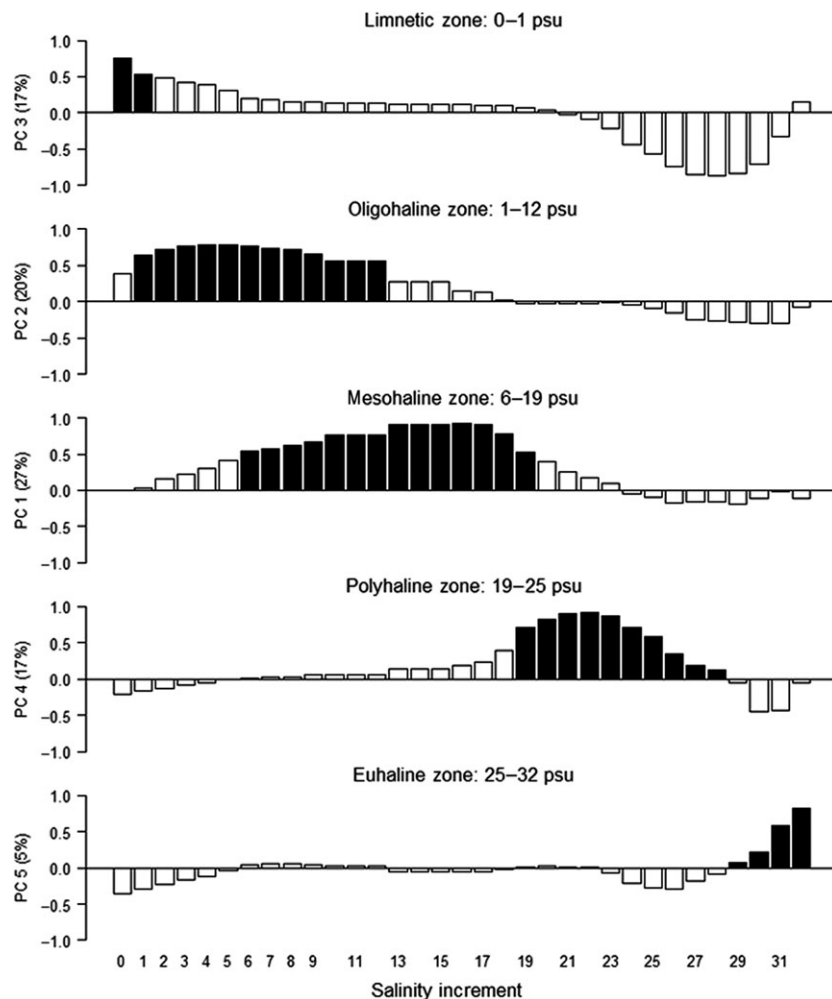 Limnetic zone: 0–1 psu
1.0
0.5
0.0
–0.5
–1.0
PC 3 (17%)
Oligohaline zone: 1–12 psu
1.0
0.5
0.0
–0.5
–1.0
PC 2 (20%)
Mesohaline zone: 6–19 psu
1.0
0.5
0.0
–0.5
–1.0
PC 1 (27%)
Polyhaline zone: 19–25 psu
1.0
0.5
0.0
–0.5
–1.0
PC 4 (17%)
Euhaline zone: 25–32 psu
1.0
0.5
0.0
–0.5
–1.0
PC 5 (5%)
0 1 2 3 4 5 6 7 8 9 11 13 15 17 19 21 23 25 27 29 31
Salinity increment